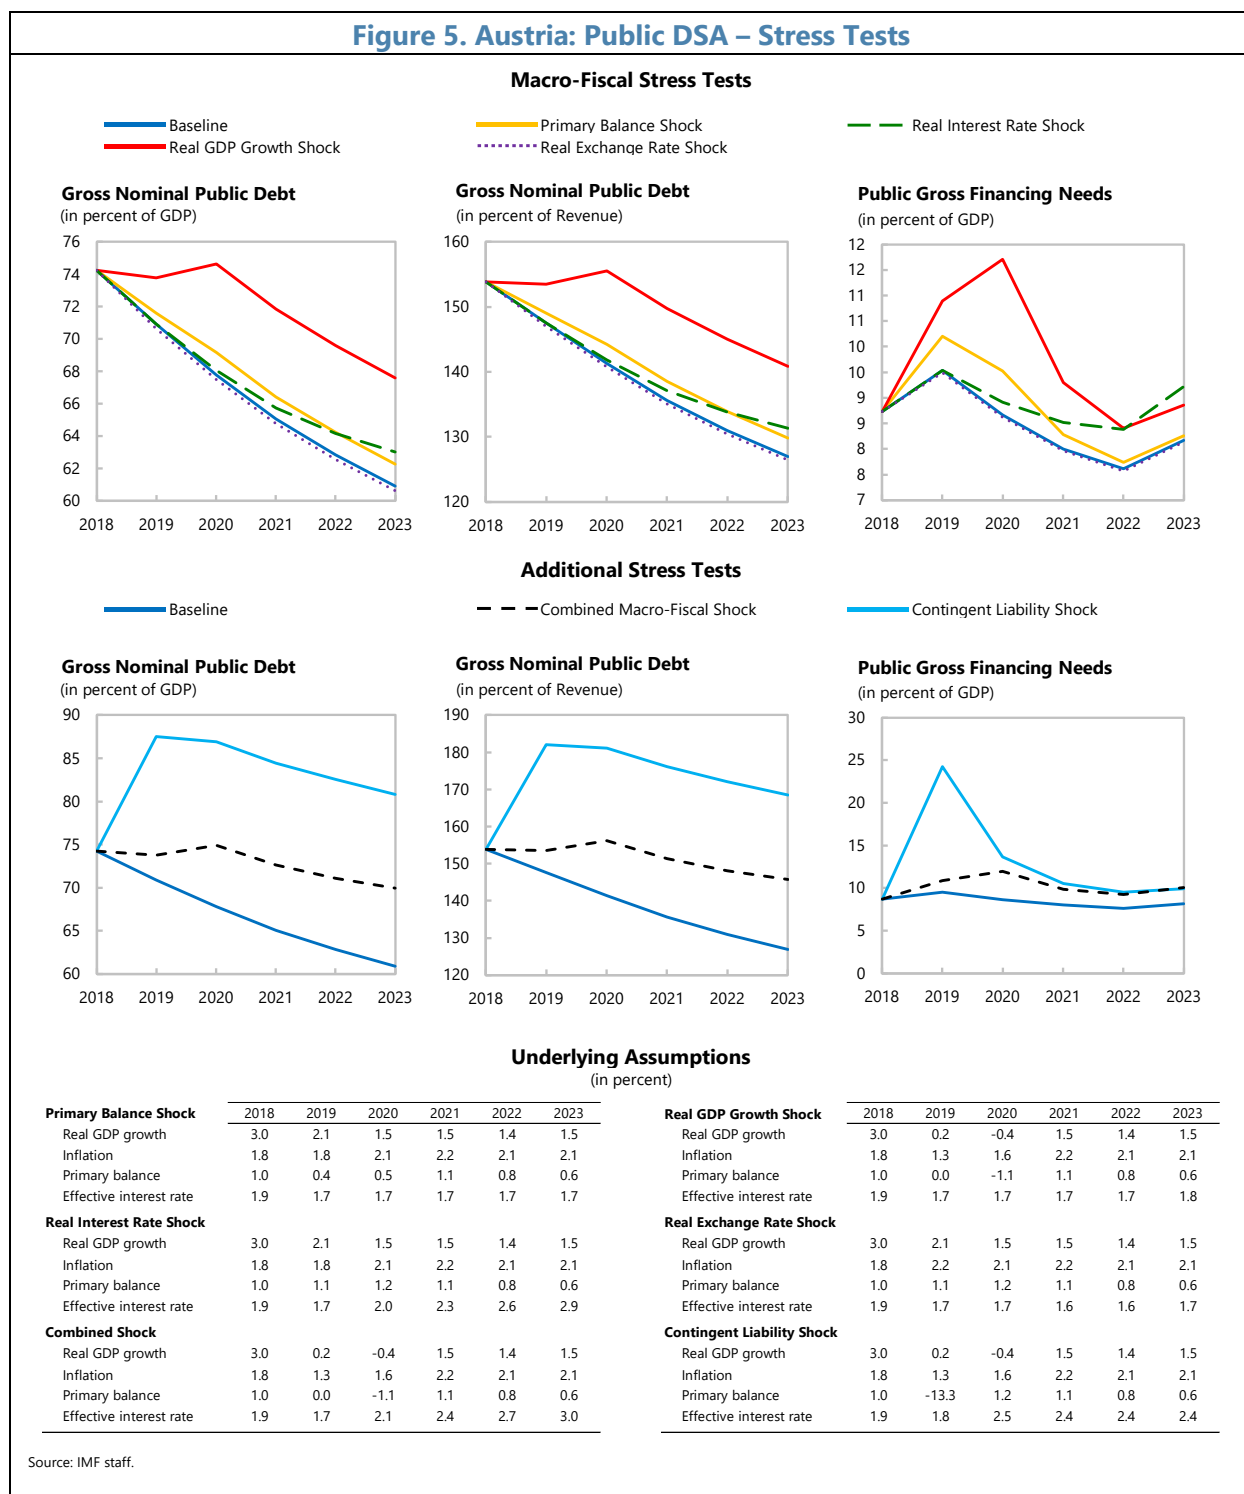 Figure 5. Austria: Public DSA – Stress Tests
Macro-Fiscal Stress Tests
Baseline
Primary Balance Shock
Real Interest Rate Shock
Real GDP Growth Shock
Real Exchange Rate Shock
Gross Nominal Public Debt
(in percent of GDP)
76
74
72
70
68
66
64
62
60
2018 2019 2020 2021 2022 2023
Gross Nominal Public Debt
(in percent of Revenue)
160
150
140
130
120
2018 2019 2020 2021 2022 2023
Public Gross Financing Needs
(in percent of GDP)
12
12
11
11
10
10
9
9
8
8
7
2018 2019 2020 2021 2022 2023
Additional Stress Tests
Baseline
Combined Macro-Fiscal Shock
Contingent Liability Shock
Gross Nominal Public Debt
(in percent of GDP)
90
85
80
75
70
65
60
2018 2019 2020 2021 2022 2023
Gross Nominal Public Debt
(in percent of Revenue)
190
180
170
160
150
140
130
120
2018 2019 2020 2021 2022 2023
Public Gross Financing Needs
(in percent of GDP)
30
25
20
15
10
5
0
2018 2019 2020 2021 2022 2023
Underlying Assumptions
(in percent)
Primary Balance Shock 2018 2019 2020 2021 2022 2023
Real GDP growth 3.0 2.1 1.5 1.5 1.4 1.5
Inflation 1.8 1.8 2.1 2.2 2.1 2.1
Primary balance 1.0 0.4 0.5 1.1 0.8 0.6
Effective interest rate 1.9 1.7 1.7 1.7 1.7 1.7
Real Interest Rate Shock
Real GDP growth 3.0 2.1 1.5 1.5 1.4 1.5
Inflation 1.8 1.8 2.1 2.2 2.1 2.1
Primary balance 1.0 1.1 1.2 1.1 0.8 0.6
Effective interest rate 1.9 1.7 2.0 2.3 2.6 2.9
Combined Shock
Real GDP growth 3.0 0.2 -0.4 1.5 1.4 1.5
Inflation 1.8 1.3 1.6 2.2 2.1 2.1
Primary balance 1.0 0.0 -1.1 1.1 0.8 0.6
Effective interest rate 1.9 1.7 2.1 2.4 2.7 3.0
Real GDP Growth Shock 2018 2019 2020 2021 2022 2023
Real GDP growth 3.0 0.2 -0.4 1.5 1.4 1.5
Inflation 1.8 1.3 1.6 2.2 2.1 2.1
Primary balance 1.0 0.0 -1.1 1.1 0.8 0.6
Effective interest rate 1.9 1.7 1.7 1.7 1.7 1.8
Real Exchange Rate Shock
Real GDP growth 3.0 2.1 1.5 1.5 1.4 1.5
Inflation 1.8 2.2 2.1 2.2 2.1 2.1
Primary balance 1.0 1.1 1.2 1.1 0.8 0.6
Effective interest rate 1.9 1.7 1.7 1.6 1.6 1.7
Contingent Liability Shock
Real GDP growth 3.0 0.2 -0.4 1.5 1.4 1.5
Inflation 1.8 1.3 1.6 2.2 2.1 2.1
Primary balance 1.0 -13.3 1.2 1.1 0.8 0.6
Effective interest rate 1.9 1.8 2.5 2.4 2.4 2.4
Source: IMF staff.